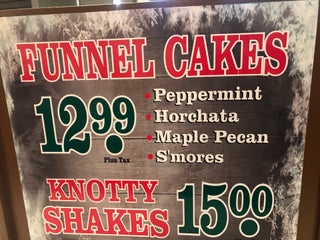 FUNNEL CAKES
12.99
Plus Tax
• Peppermint
• Horchata
• Maple Pecan
• S'mores
KNOTTY
SHAKES
15.00